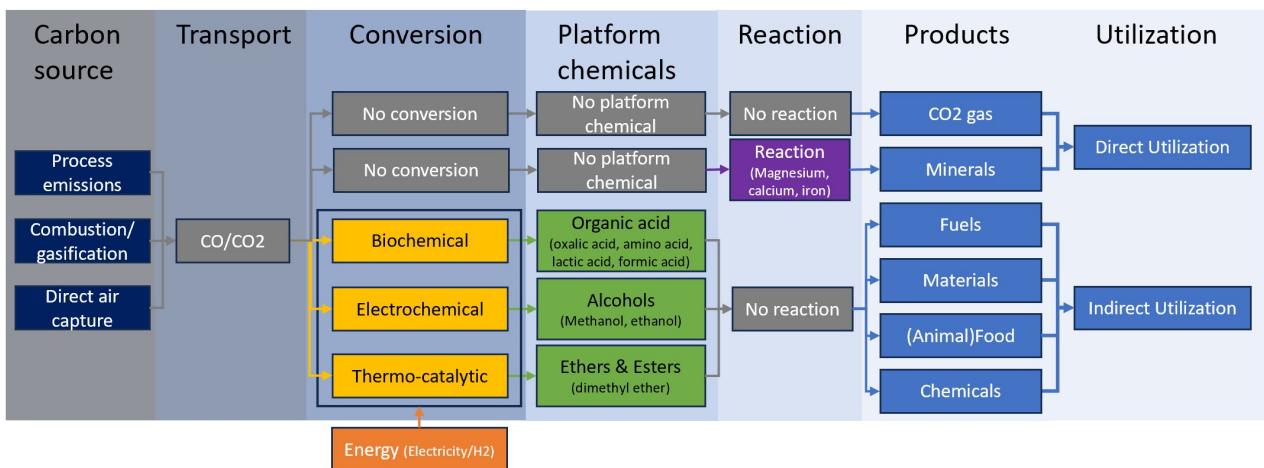 Carbon
source
Transport
Conversion
Platform
chemicals
Reaction
Products
Utilization
No conversion
No platform
chemical
No reaction
CO2 gas
Direct Utilization
Process
emissions
No conversion
No platform
chemical
Reaction
(Magnesium,
calcium, iron)
Minerals
Combustion/
gasification
CO/CO2
Biochemical
Organic acid
(oxalic acid, amino acid,
lactic acid, formic acid)
Fuels
Direct air
capture
Electrochemical
Alcohols
(Methanol, ethanol)
No reaction
Materials
Indirect Utilization
(Animal)Food
Thermo-catalytic
Ethers & Esters
(dimethyl ether)
Chemicals
Energy (Electricity/H2)